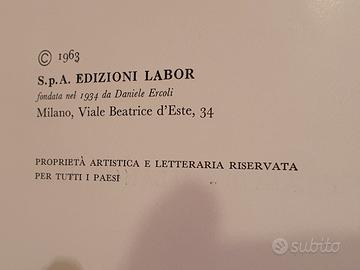 © 1963
S.p.A. EDIZIONI LABOR
fondata nel 1934 da Daniele Ercoli
Milano, Viale Beatrice d'Este, 34
PROPRIETÀ ARTISTICA E LETTERARIA RISERVATA
PER TUTTI I PAESI
subito